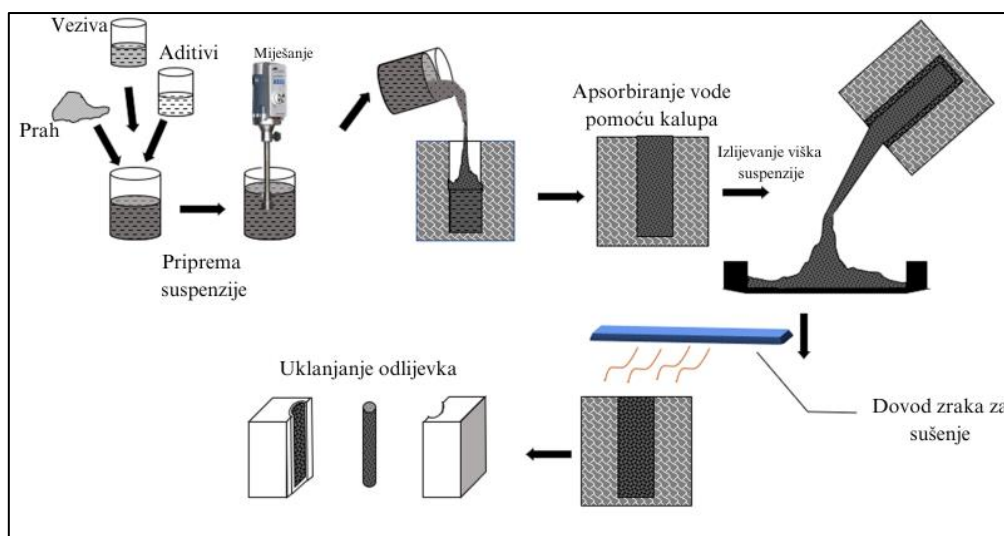 Veziva
Aditivi
Prah
Miješanje
Priprema
suspenzije
Apsorbiranje vode
pomoću kalupa
Izlijevanje viška
suspenzije
Dovod zraka za
sušenje
Uklanjanje odlijevka